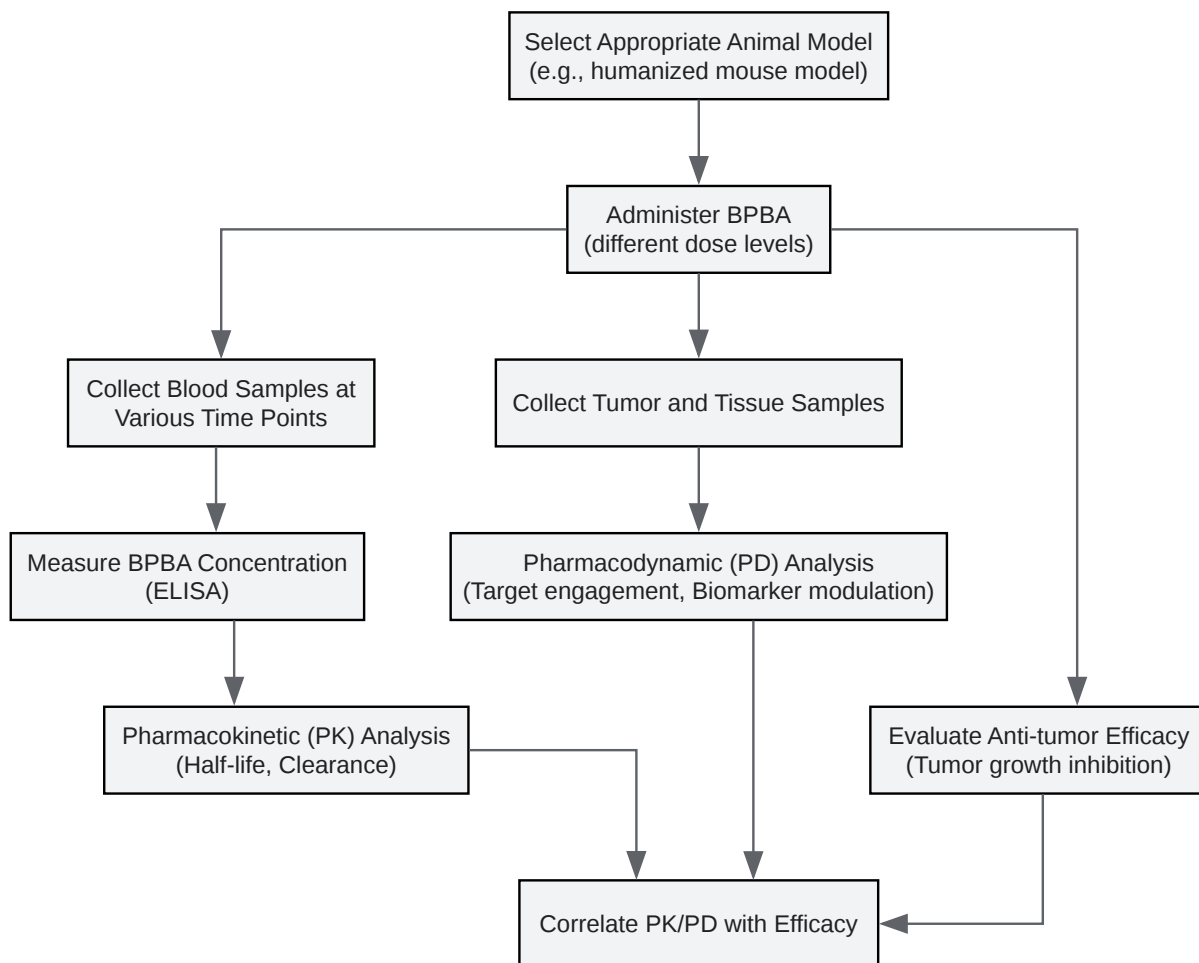 Select Appropriate Animal Model
(e.g., humanized mouse model)
Administer BPBA
(different dose levels)
Collect Blood Samples at
Various Time Points
Collect Tumor and Tissue Samples
Measure BPBA Concentration
(ELISA)
Pharmacodynamic (PD) Analysis
(Target engagement, Biomarker modulation)
Pharmacokinetic (PK) Analysis
(Half-life, Clearance)
Evaluate Anti-tumor Efficacy
(Tumor growth inhibition)
Correlate PK/PD with Efficacy